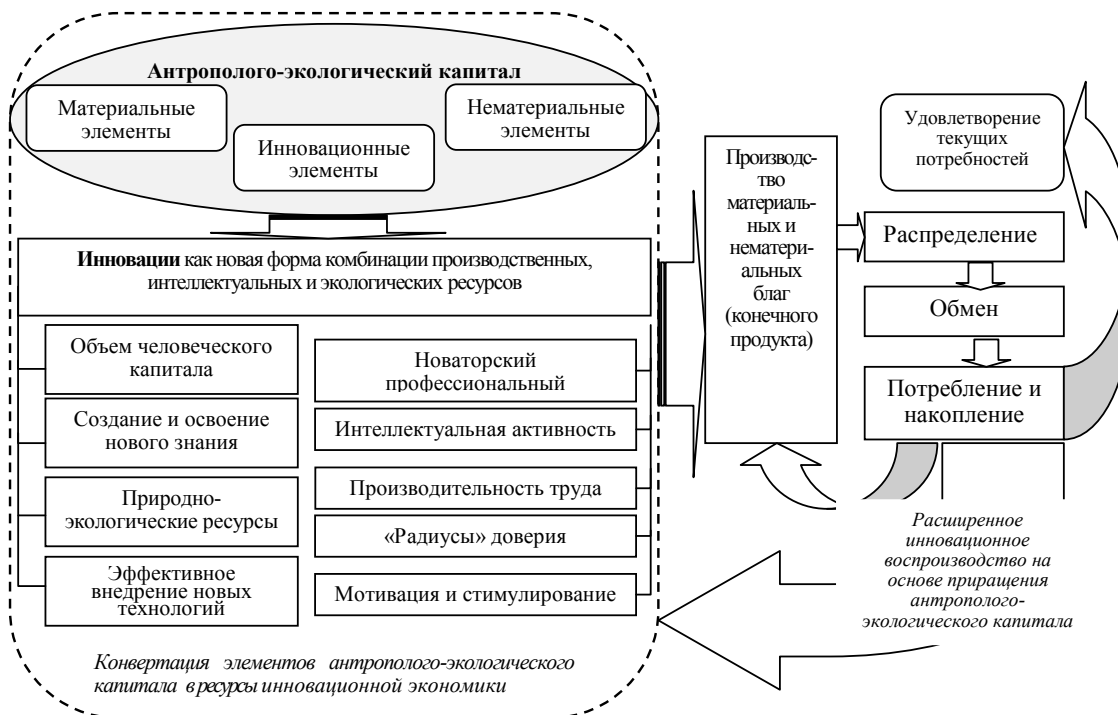 Антрополого-экологический капитал
Материальные
элементы
Нематериальные
элементы
Инновационные
элементы
Инновации как новая форма комбинации производственных,
интеллектуальных и экологических ресурсов
Объем человеческого
капитала
Создание и освоение
нового знания
Природно-
экологические ресурсы
Эффективное
внедрение новых
технологий
Новаторский
профессиональный
Интеллектуальная активность
Производительность труда
«Радиусы» доверия
Мотивация и стимулирование
Конвертация элементов антрополого-экологического
капитала в ресурсы инновационной экономики
Производс-
тво
материаль-
ных и
нематери-
альных
благ
(конечного
продукта)
Удовлетворение
текущих
потребностей
Распределение
Обмен
Потребление и
накопление
Расширенное
инновационное
воспроизводство на
основе приращения
антрополого-
экологического капитала